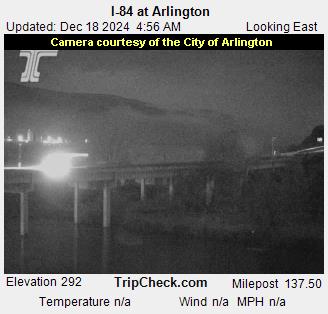 I-84 at Arlington
Updated: Dec 18 2024 4:56 AM Looking East
Camera courtesy of the City of Arlington
Elevation 292 TripCheck.com Milepost 137.50
Temperature n/a Wind n/a MPH n/a